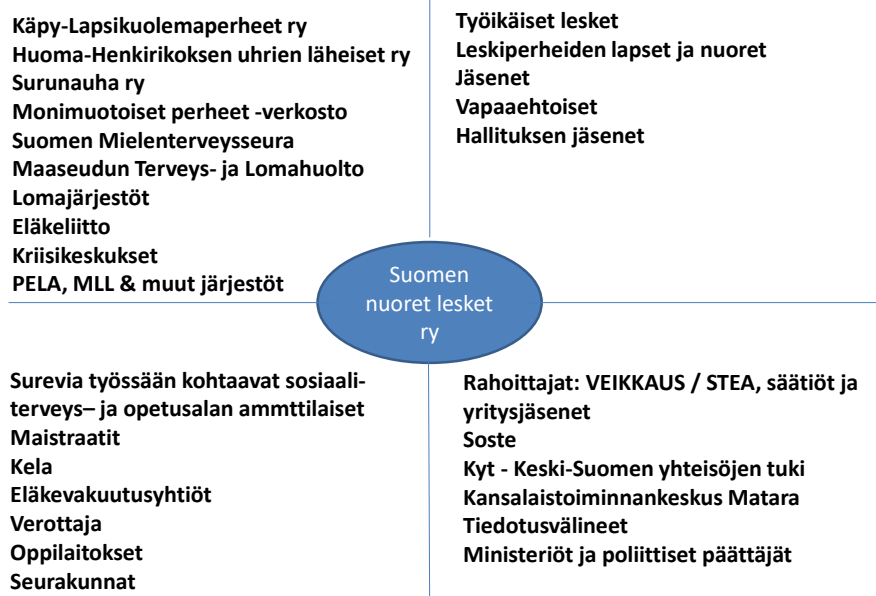 Käpy-Lapsikuolemaperheet ry
Huoma-Henkirikoksen uhrien läheiset ry
Surunauha ry
Monimuotoiset perheet -verkosto
Suomen Mielenterveysseura
Maaseudun Terveys- ja Lomahuolto
Lomajärjestöt
Eläkeliitto
Kriisikeskukset
PELA, MLL & muut järjestöt
Työikäiset lesket
Leskiperheiden lapset ja nuoret
Jäsenet
Vapaaehtoiset
Hallituksen jäsenet
Suomen
nuoret lesket
ry
Surevia työssään kohtaavat sosiaali-
terveys– ja opetusalan ammttilaiset
Maistraatit
Kela
Eläkevakuutusyhtiöt
Verottaja
Oppilaitokset
Seurakunnat
Rahoittajat: VEIKKAUS / STEA, säätiöt ja
yritysjäsenet
Soste
Kyt - Keski-Suomen yhteisöjen tuki
Kansalaistoiminnankeskus Matara
Tiedotusvälineet
Ministeriöt ja poliittiset päättäjät